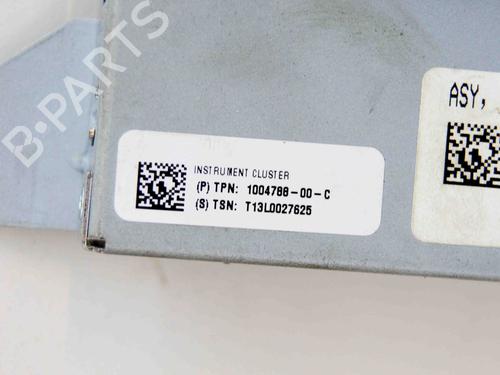 B-PARTS
ASY,
INSTRUMENT CLUSTER
(P) TPN: 1004788-00-C
(S) TSN: T13L0027625